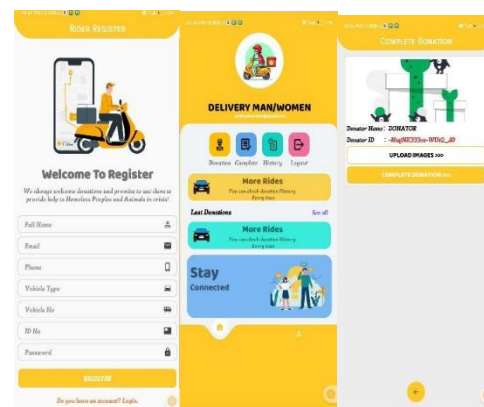 RIDER REGISTER
Welcome To Register
We always welcome donations and promise to use them to
provide help to Homeless Peoples and Animals in crisis!
Full Name
Email
Phone
Vehicle Type
Vehicle No
ID No
Password
REGISTER
Do you have an account? Login.
DELIVERY MAN/WOMEN
Donation Complete History Logout
More Rides
You can check donation History
Every time
Last Donations See all
More Rides
You can check donation History
Every time
Stay
Connected
COMPLETE DONATION
Donator Name : DONATOR
Donator ID :
UPLOAD IMAGES >>>
COMPLETE DONATION >>>